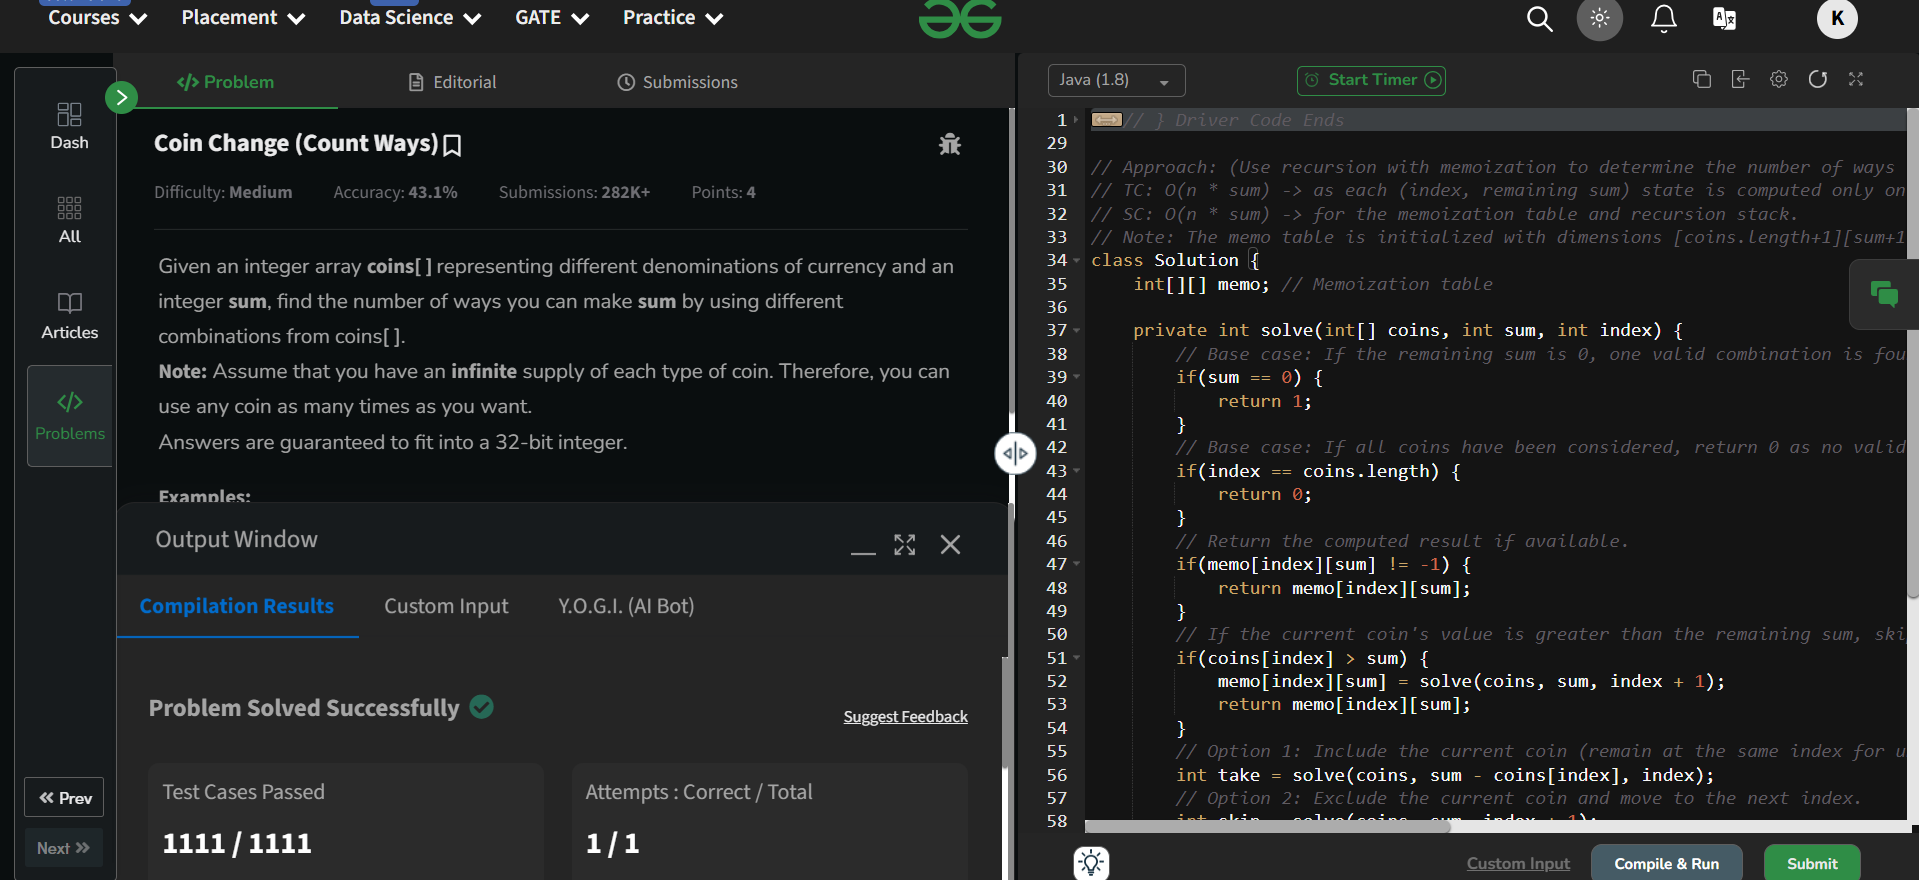 Courses
Placement
Data Science
GATE
Practice
K
Dash
All
Articles
Problems
Prev
Next
Problem
Editorial
Submissions
Coin Change (Count Ways)
Difficulty: Medium
Accuracy: 43.1%
Submissions: 282K+
Points: 4
Given an integer array coins[ ] representing different denominations of currency and an
integer sum, find the number of ways you can make sum by using different
combinations from coins[ ].
Note: Assume that you have an infinite supply of each type of coin. Therefore, you can
use any coin as many times as you want.
Answers are guaranteed to fit into a 32-bit integer.
Examples:
Output Window
Compilation Results
Custom Input
Y.O.G.I. (AI Bot)
Problem Solved Successfully
Suggest Feedback
Test Cases Passed
1111 / 1111
Attempts : Correct / Total
1 / 1
Java (1.8)
Start Timer
1 // } Driver Code Ends
29
30 // Approach: (Use recursion with memoization to determine the number of ways
31 // TC: O(n * sum) -> as each (index, remaining sum) state is computed only on
32 // SC: O(n * sum) -> for the memoization table and recursion stack.
33 // Note: The memo table is initialized with dimensions [coins.length+1][sum+1
34 class Solution {
35 int[][] memo; // Memoization table
36
37 private int solve(int[] coins, int sum, int index) {
38 // Base case: If the remaining sum is 0, one valid combination is fou
39 if(sum == 0) {
40 return 1;
41 }
42 // Base case: If all coins have been considered, return 0 as no valid
43 if(index == coins.length) {
44 return 0;
45 }
46 // Return the computed result if available.
47 if(memo[index][sum] != -1) {
48 return memo[index][sum];
49 }
50 // If the current coin's value is greater than the remaining sum, ski
51 if(coins[index] > sum) {
52 memo[index][sum] = solve(coins, sum, index + 1);
53 return memo[index][sum];
54 }
55 // Option 1: Include the current coin (remain at the same index for u
56 int take = solve(coins, sum - coins[index], index);
57 // Option 2: Exclude the current coin and move to the next index.
58 int skip = solve(coins, sum, index + 1);
Custom Input
Compile & Run
Submit